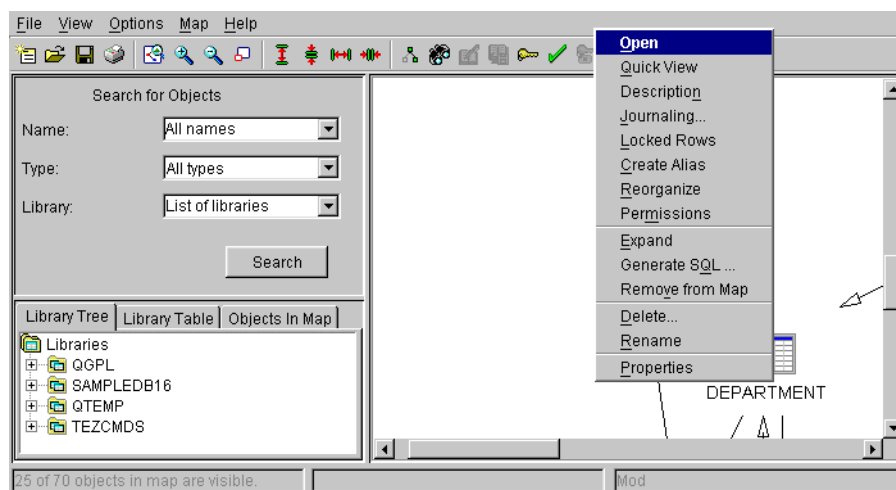 File View Options Map Help
Search for Objects
Name: All names
Type: All types
Library: List of libraries
Search
Library Tree Library Table Objects In Map
Libraries
QGPL
SAMPLEDB16
QTEMP
TEZCMDS
Open
Quick View
Description
Journaling...
Locked Rows
Create Alias
Reorganize
Permissions
Expand
Generate SQL ...
Remove from Map
Delete...
Rename
Properties
DEPARTMENT
25 of 70 objects in map are visible.
Mod